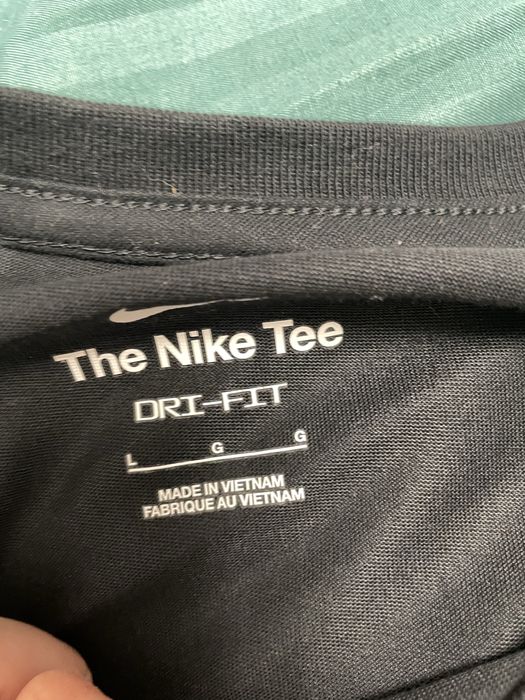 The Nike Tee
DRI-FIT
L G G
MADE IN VIETNAM
FABRIQUE AU VIETNAM